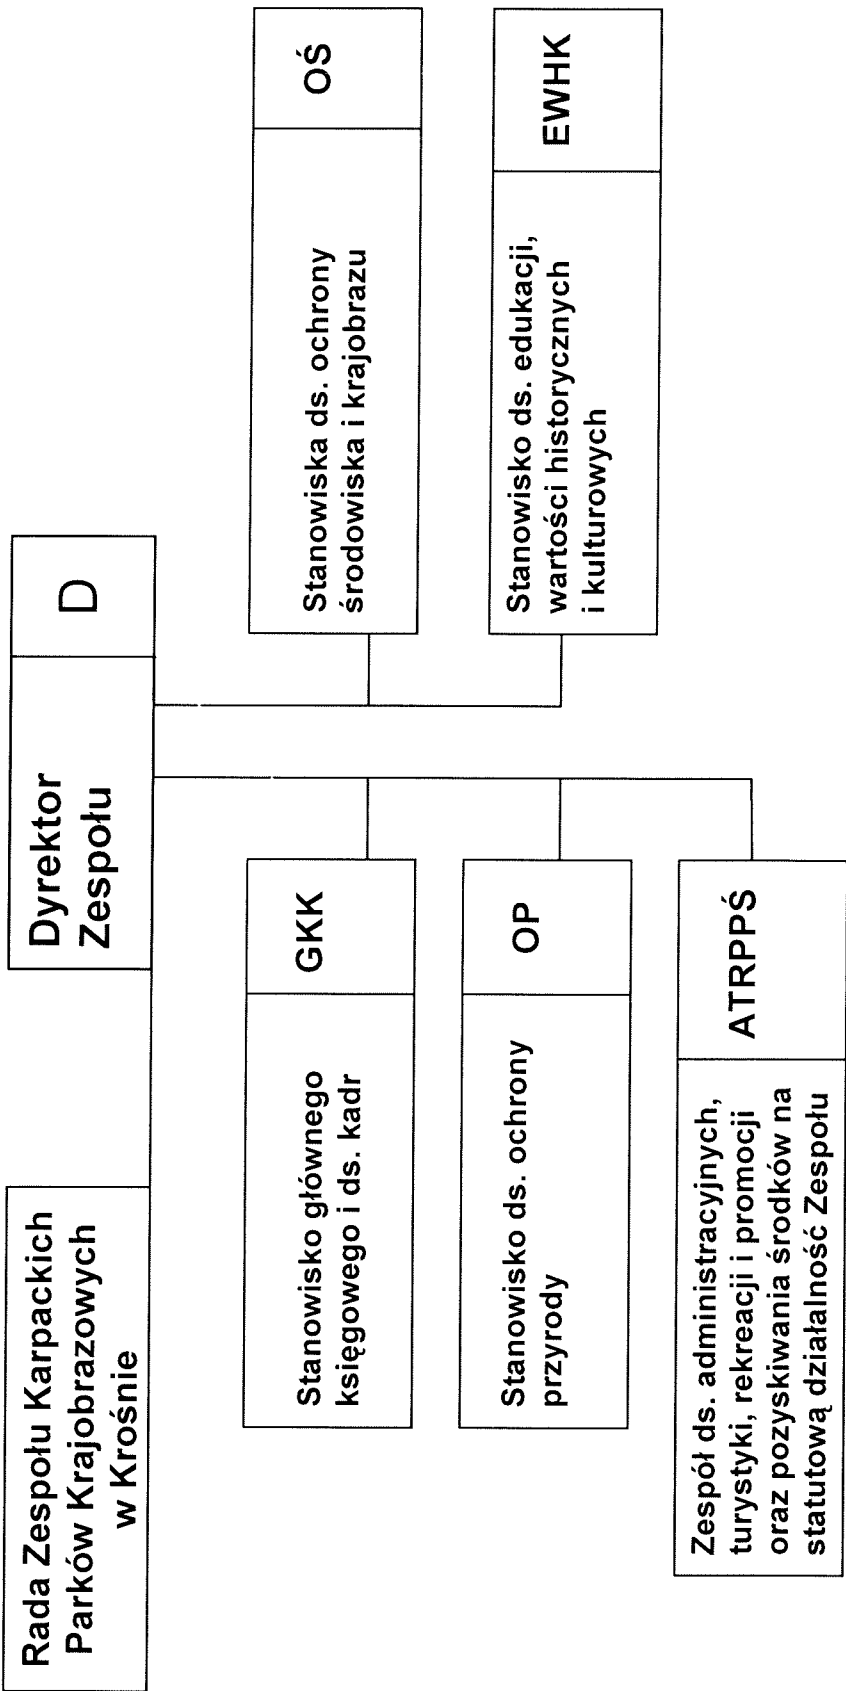 Rada Zespołu Karpackich
Parków Krajobrazowych
w Krośnie
Dyrektor
Zespołu
D
Stanowisko głównego
księgowego i ds. kadr
GKK
Stanowisko ds. ochrony
przyrody
OP
Zespół ds. administracyjnych,
turystyki, rekreacji i promocji
oraz pozyskiwania środków na
statutową działalność Zespołu
ATRPPŚ
Stanowiska ds. ochrony
środowiska i krajobrazu
OŚ
Stanowisko ds. edukacji,
wartości historycznych
i kulturowych
EWHK